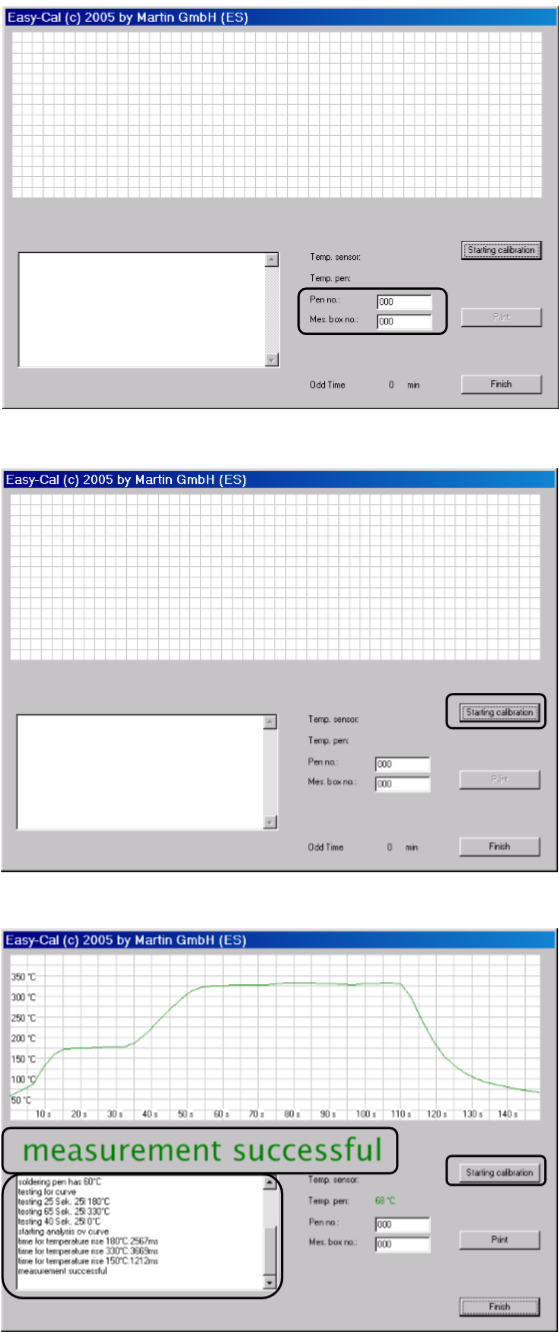 Easy-Cal (c) 2005 by Martin GmbH (ES)
Temp. sensor:
Starting calibration
Temp. pen:
Pen no.: 000
Mes. box no.: 000
Print
Odd Time 0 min
Finish
Easy-Cal (c) 2005 by Martin GmbH (ES)
Temp. sensor:
Starting calibration
Temp. pen:
Pen no.: 000
Mes. box no.: 000
Print
Odd Time 0 min
Finish
Easy-Cal (c) 2005 by Martin GmbH (ES)
350 °C
300 °C
250 °C
200 °C
150 °C
100 °C
50 °C
10 s 20 s 30 s 40 s 50 s 60 s 70 s 80 s 90 s 100 s 110 s 120 s 130 s 140 s
measurement successful
Starting calibration
soldering pen has 60°C
testing for curve
testing 25 Sek. 25l 180°C
testing 65 Sek. 25l 330°C
testing 40 Sek. 25l 0°C
starting analysis ov curve
time for temperature rise 180°C:2567ms
time for temperature rise 330°C:3669ms
time for temperature rise 150°C:1212ms
measurement successful
Temp. sensor:
Temp. pen: 68 °C
Pen no.: 000
Mes. box no.: 000
Print
Finish